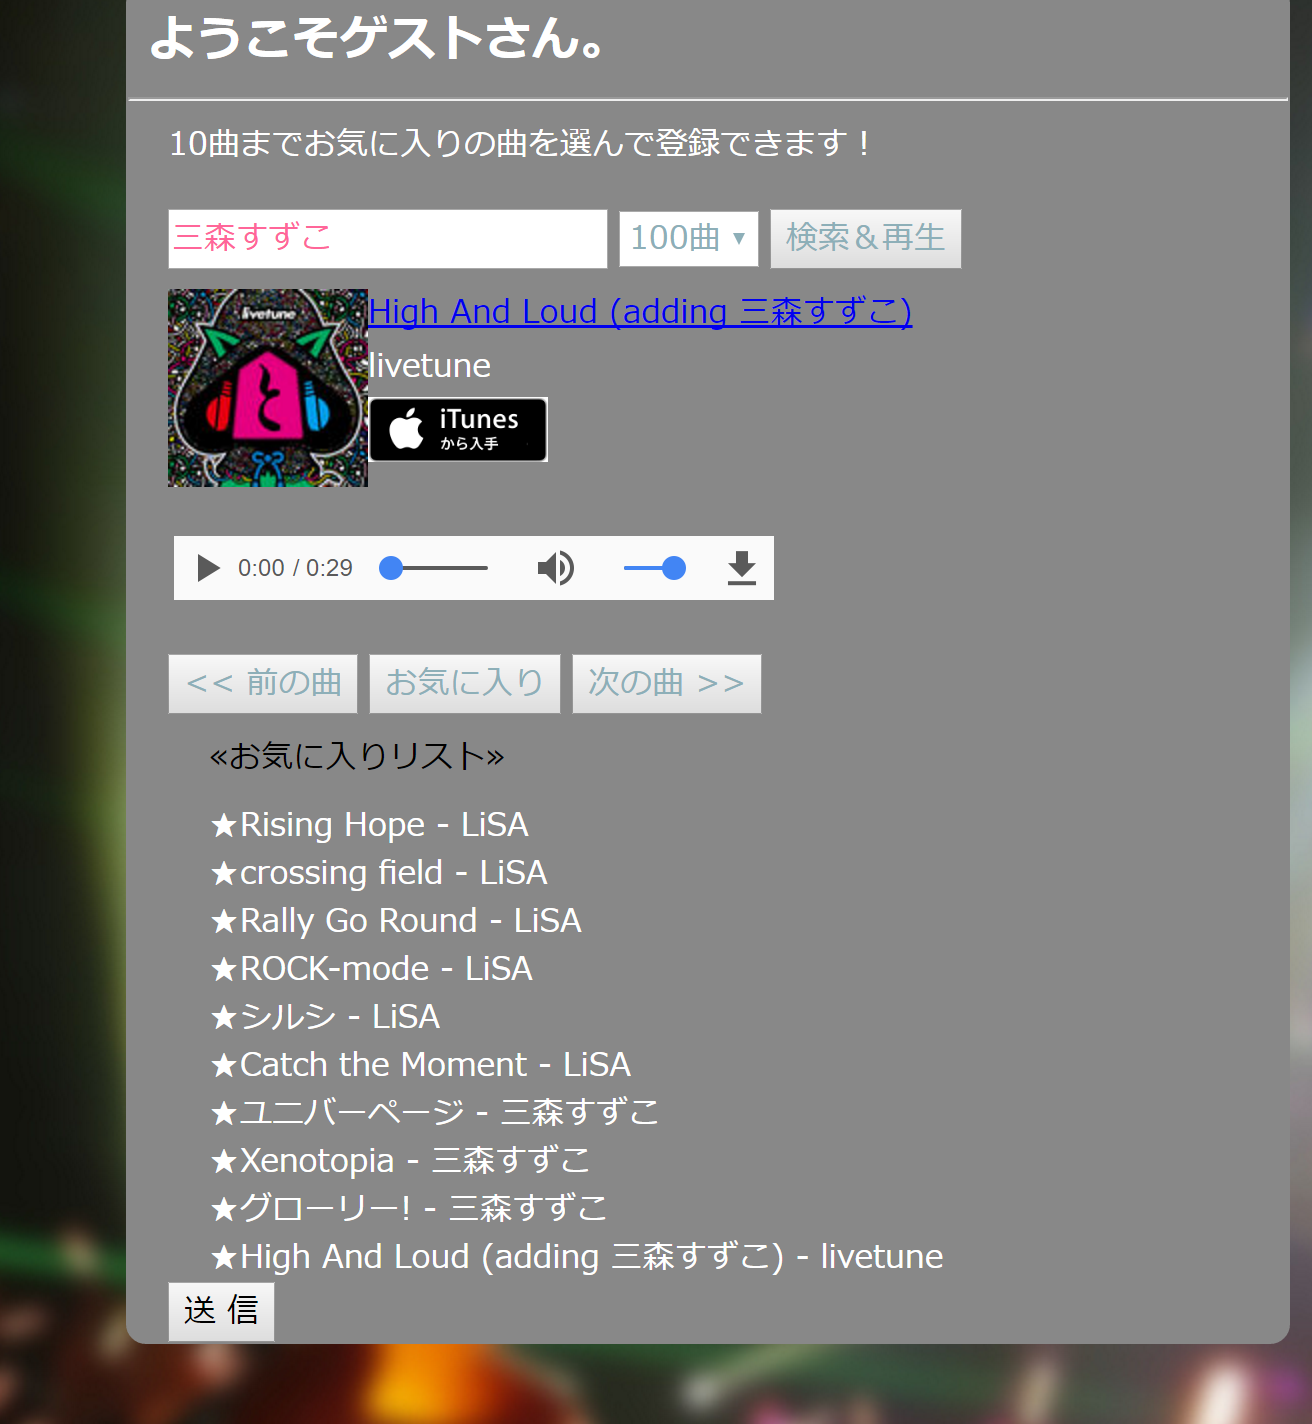 ようこそゲストさん。
10曲までお気に入りの曲を選んで登録できます！
三森すずこ 100曲 ▼ 検索＆再生
livetune と
High And Loud (adding 三森すずこ)
livetune
iTunes
から入手
0:00 / 0:29
<< 前の曲 お気に入り 次の曲 >>
«お気に入りリスト»
★Rising Hope - LiSA
★crossing field - LiSA
★Rally Go Round - LiSA
★ROCK-mode - LiSA
★シルシ - LiSA
★Catch the Moment - LiSA
★ユニバーページ - 三森すずこ
★Xenotopia - 三森すずこ
★グローリー! - 三森すずこ
★High And Loud (adding 三森すずこ) - livetune
送 信